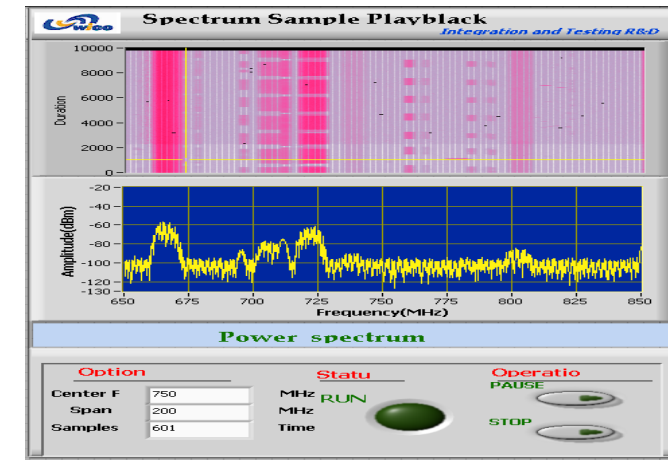 wico Spectrum Sample Playblack
Integration and Testing R&D
10000
8000
6000
4000
2000
0
Duration
-20
-40
-60
-80
-100
-120
-130
Amplitude(dBm)
650 675 700 725 750 775 800 825 850
Frequency(MHz)
Power spectrum
Option Statu Operatio
Center F 750 MHz RUN PAUSE
Span 200 MHz
Samples 601 Time STOP